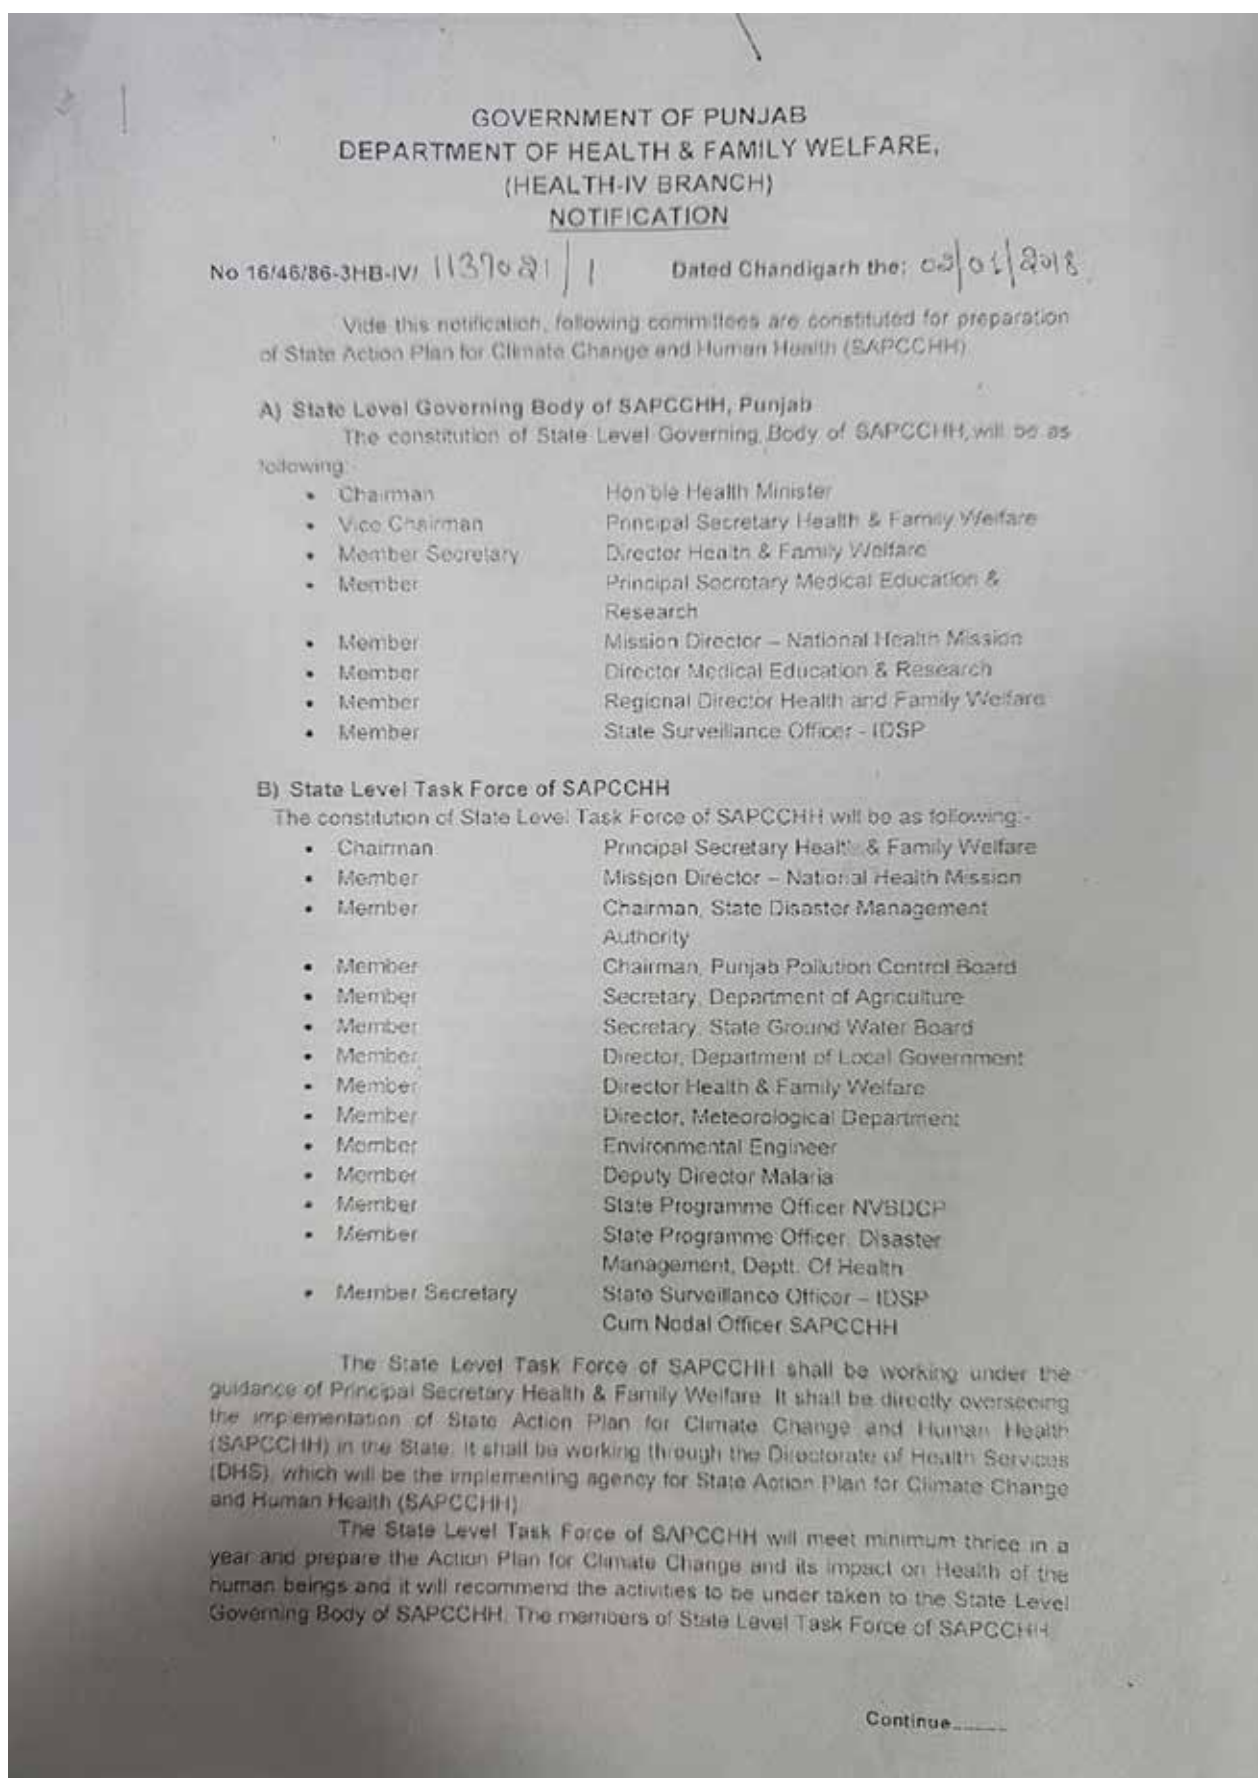 GOVERNMENT OF PUNJAB
DEPARTMENT OF HEALTH & FAMILY WELFARE,
(HEALTH-IV BRANCH)
NOTIFICATION
No 16/46/86-3HB-IV/ 1137021/1 Dated Chandigarh the: 02/01/2018
Vide this notification, following committees are constituted for preparation
of State Action Plan for Climate Change and Human Health (SAPCCHH)
A) State Level Governing Body of SAPCCHH, Punjab
The constitution of State Level Governing Body of SAPCCHH will be as
following:-
• Chairman Hon'ble Health Minister
• Vice Chairman Principal Secretary Health & Family Welfare
• Member Secretary Director Health & Family Welfare
• Member Principal Secretary Medical Education &
Research
• Member Mission Director – National Health Mission
• Member Director Medical Education & Research
• Member Regional Director Health and Family Welfare
• Member State Surveillance Officer - IDSP
B) State Level Task Force of SAPCCHH
The constitution of State Level Task Force of SAPCCHH will be as following:-
• Chairman Principal Secretary Health & Family Welfare
• Member Mission Director – National Health Mission
• Member Chairman, State Disaster Management
Authority
• Member Chairman, Punjab Pollution Control Board
• Member Secretary, Department of Agriculture
• Member Secretary, State Ground Water Board
• Member Director, Department of Local Government
• Member Director Health & Family Welfare
• Member Director, Meteorological Department
• Member Environmental Engineer
• Member Deputy Director Malaria
• Member State Programme Officer NVBDCP
• Member State Programme Officer, Disaster
Management, Deptt. Of Health
• Member Secretary State Surveillance Officer – IDSP
Cum Nodal Officer SAPCCHH
The State Level Task Force of SAPCCHH shall be working under the
guidance of Principal Secretary Health & Family Welfare. It shall be directly overseeing
the implementation of State Action Plan for Climate Change and Human Health
(SAPCCHH) in the State. It shall be working through the Directorate of Health Services
(DHS), which will be the implementing agency for State Action Plan for Climate Change
and Human Health (SAPCCHH)
The State Level Task Force of SAPCCHH will meet minimum thrice in a
year and prepare the Action Plan for Climate Change and its impact on Health of the
human beings and it will recommend the activities to be under taken to the State Level
Governing Body of SAPCCHH. The members of State Level Task Force of SAPCCHH
Continue.......